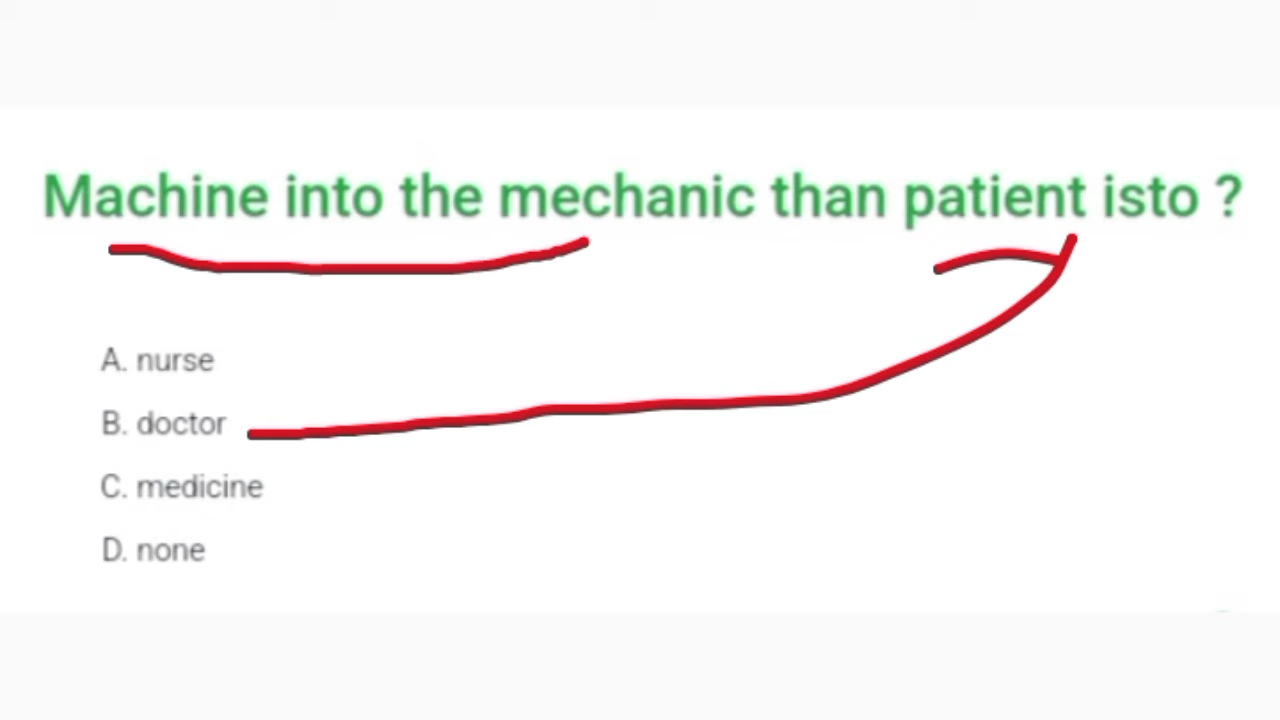 Machine into the mechanic than patient isto ?
A. nurse
B. doctor
C. medicine
D. none